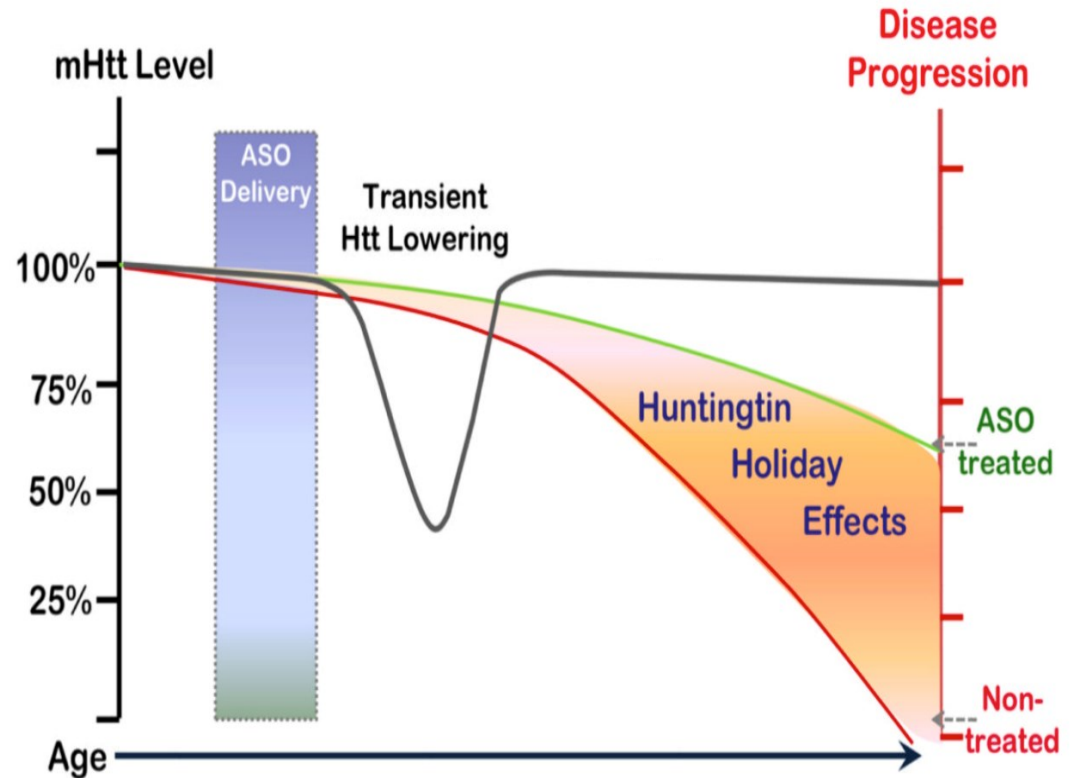 mHtt Level
Disease
Progression
ASO
Delivery
Transient
Htt Lowering
100%
75%
50%
25%
Huntingtin
Holiday
Effects
ASO
treated
Non-
treated
Age